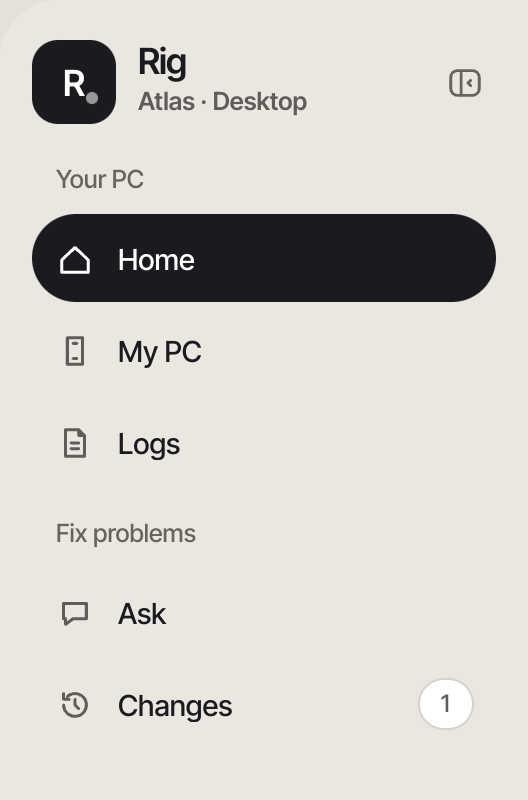 R
Rig
Atlas · Desktop
Your PC
Home
My PC
Logs
Fix problems
Ask
Changes
1